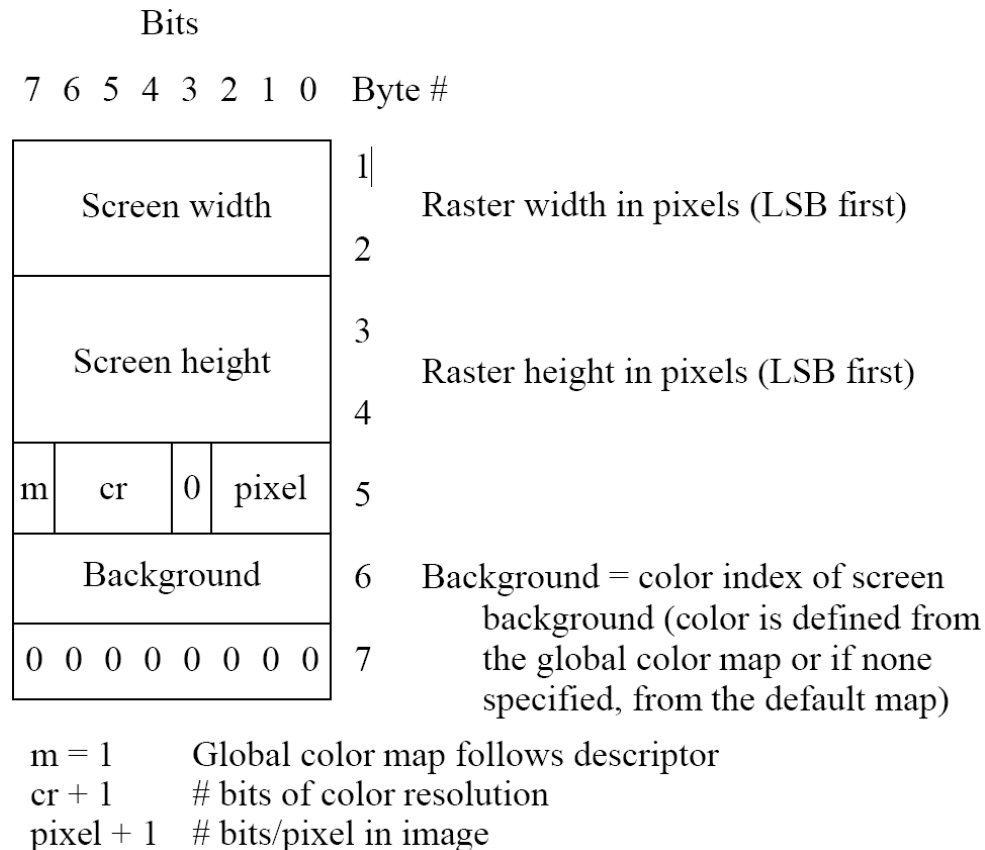 Bits
7 6 5 4 3 2 1 0 Byte #
1
Screen width Raster width in pixels (LSB first)
2
3
Screen height Raster height in pixels (LSB first)
4
m cr 0 pixel 5
Background 6 Background = color index of screen
background (color is defined from
0 0 0 0 0 0 0 0 7 the global color map or if none
specified, from the default map)
m = 1 Global color map follows descriptor
cr + 1 # bits of color resolution
pixel + 1 # bits/pixel in image